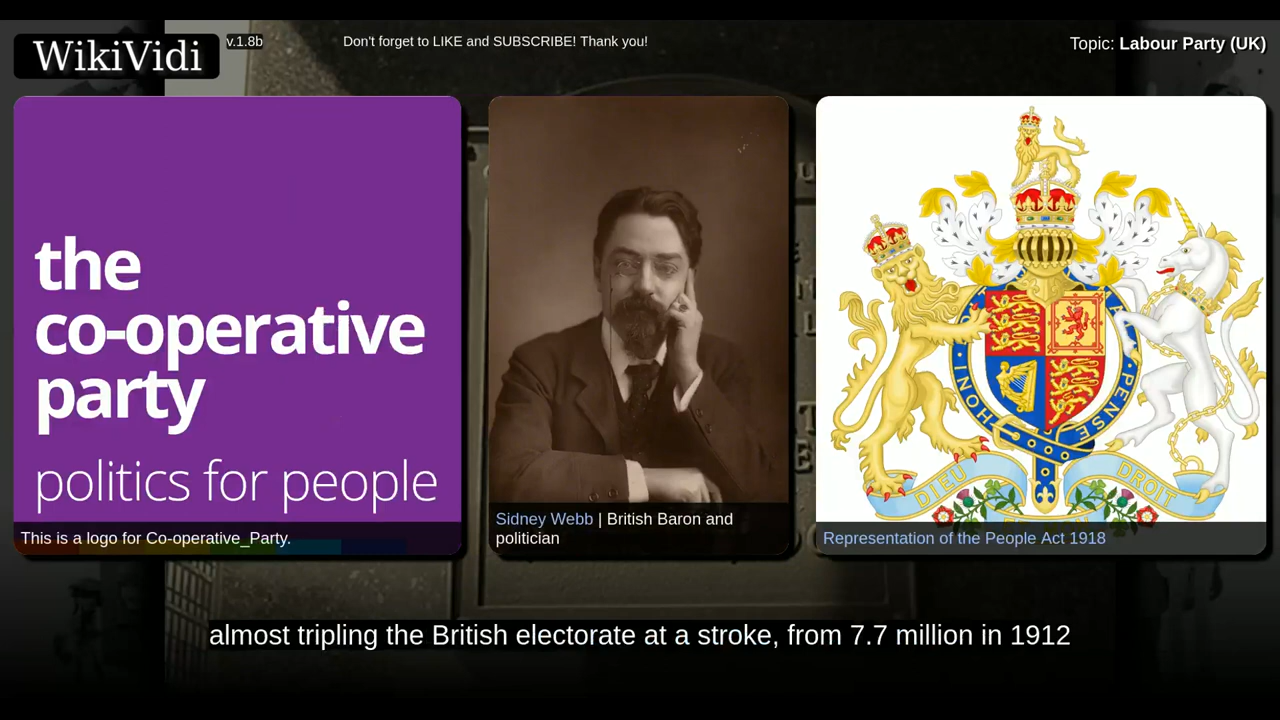 WikiVidi
v.1.8b
Don't forget to LIKE and SUBSCRIBE! Thank you!
Topic: Labour Party (UK)
the
co-operative
party
politics for people
This is a logo for Co-operative_Party.
Sidney Webb | British Baron and
politician
HONI
PENSE
DIEU
DROIT
Representation of the People Act 1918
almost tripling the British electorate at a stroke, from 7.7 million in 1912